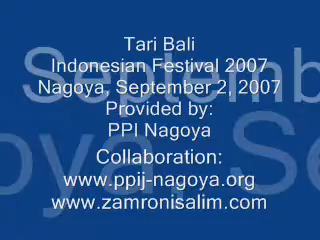 Tari Bali
Indonesian Festival 2007
Nagoya, September 2, 2007
Provided by:
PPI Nagoya
Collaboration:
www.ppij-nagoya.org
www.zamronisalim.com